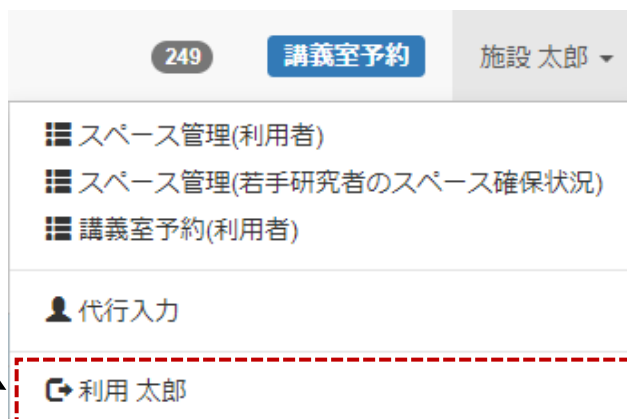 249 講義室予約 施設 太郎
スペース管理(利用者)
スペース管理(若手研究者のスペース確保状況)
講義室予約(利用者)
代行入力
利用 太郎